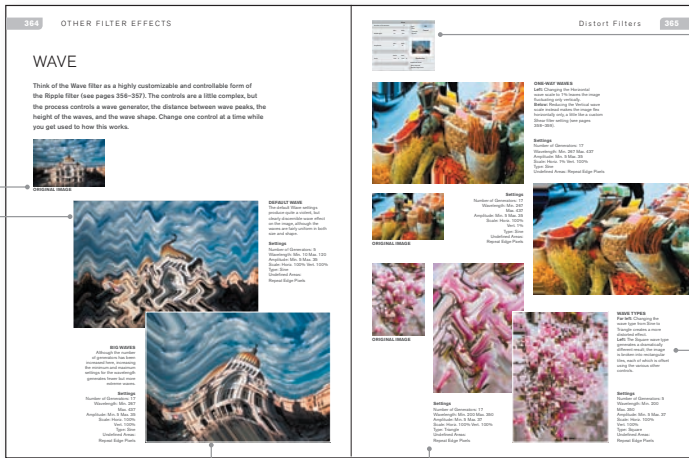 364 OTHER FILTER EFFECTS
WAVE
Think of the Wave filter as a highly customizable and controllable form of
the Ripple filter (see pages 356–357). The controls are a little complex, but
the process controls a wave generator, the distance between wave peaks, the
height of the waves, and the wave shape. Change one control at a time while
you get used to how this works.
ORIGINAL IMAGE
DEFAULT WAVE
The default Wave settings
produce quite a violent, but
clearly discernible wave effect
on the image, although the
waves are fairly uniform in both
size and shape.
Settings
Number of Generators: 5
Wavelength: Min. 10 Max. 120
Amplitude: Min. 5 Max. 35
Scale: Horiz. 100% Vert. 100%
Type: Sine
Undefined Areas:
Repeat Edge Pixels
BIG WAVES
Although the number
of generators has been
increased here, increasing
the minimum and maximum
settings for the wavelength
generates fewer but more
extreme waves.
Settings
Number of Generators: 17
Wavelength: Min. 267
Max. 437
Amplitude: Min. 5 Max. 35
Scale: Horiz. 100%
Vert. 100%
Type: Sine
Undefined Areas:
Repeat Edge Pixels
Distort Filters 365
ONE-WAY WAVES
Left: Changing the Horizontal
wave scale to 1% leaves the image
fluctuating only vertically.
Below: Reducing the Vertical wave
scale instead makes the image flex
horizontally only a little like a custom
Shear filter setting (see pages
358–359).
Settings
Number of Generators: 17
Wavelength: Min. 267 Max. 437
Amplitude: Min. 5 Max. 35
Scale: Horiz. 1% Vert. 100%
Type: Sine
Undefined Areas: Repeat Edge Pixels
ORIGINAL IMAGE
Settings
Number of Generators: 17
Wavelength: Min. 267
Max. 437
Amplitude: Min. 5 Max. 35
Scale: Horiz. 100%
Vert. 1%
Type: Sine
Undefined Areas:
Repeat Edge Pixels
ORIGINAL IMAGE
WAVE TYPES
Far left: Changing the
wave type from Sine to
Triangle creates a more
distorted effect.
Left: The Square wave type
generates a dramatically
different result; the image
is broken into rectangular
tiles, each of which is offset
using the various other
controls.
Settings
Number of Generators: 17
Wavelength: Min. 200 Max. 350
Amplitude: Min. 5 Max. 37
Scale: Horiz. 100% Vert. 100%
Type: Triangle
Undefined Areas:
Repeat Edge Pixels
Settings
Number of Generators: 5
Wavelength: Min. 200
Max. 350
Amplitude: Min. 5 Max. 37
Scale: Horiz. 100%
Vert. 100%
Type: Square
Undefined Areas:
Repeat Edge Pixels